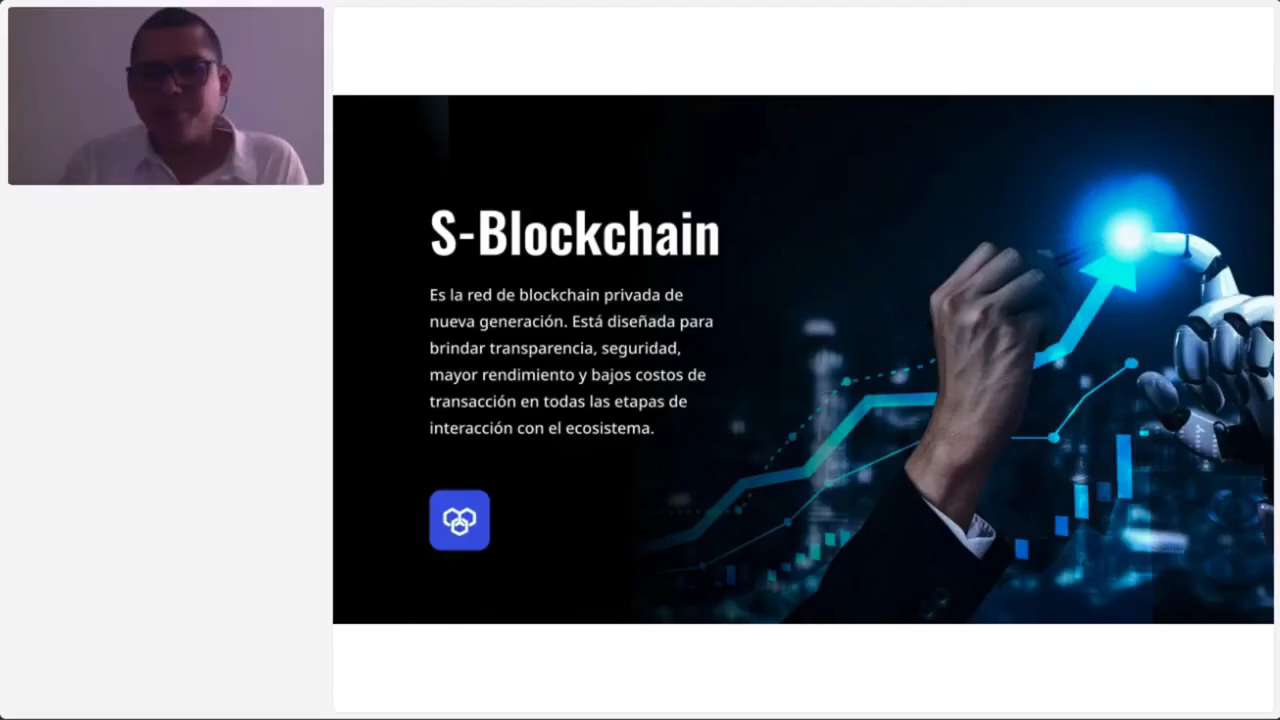 S-Blockchain
Es la red de blockchain privada de
nueva generación. Está diseñada para
brindar transparencia, seguridad,
mayor rendimiento y bajos costos de
transacción en todas las etapas de
interacción con el ecosistema.